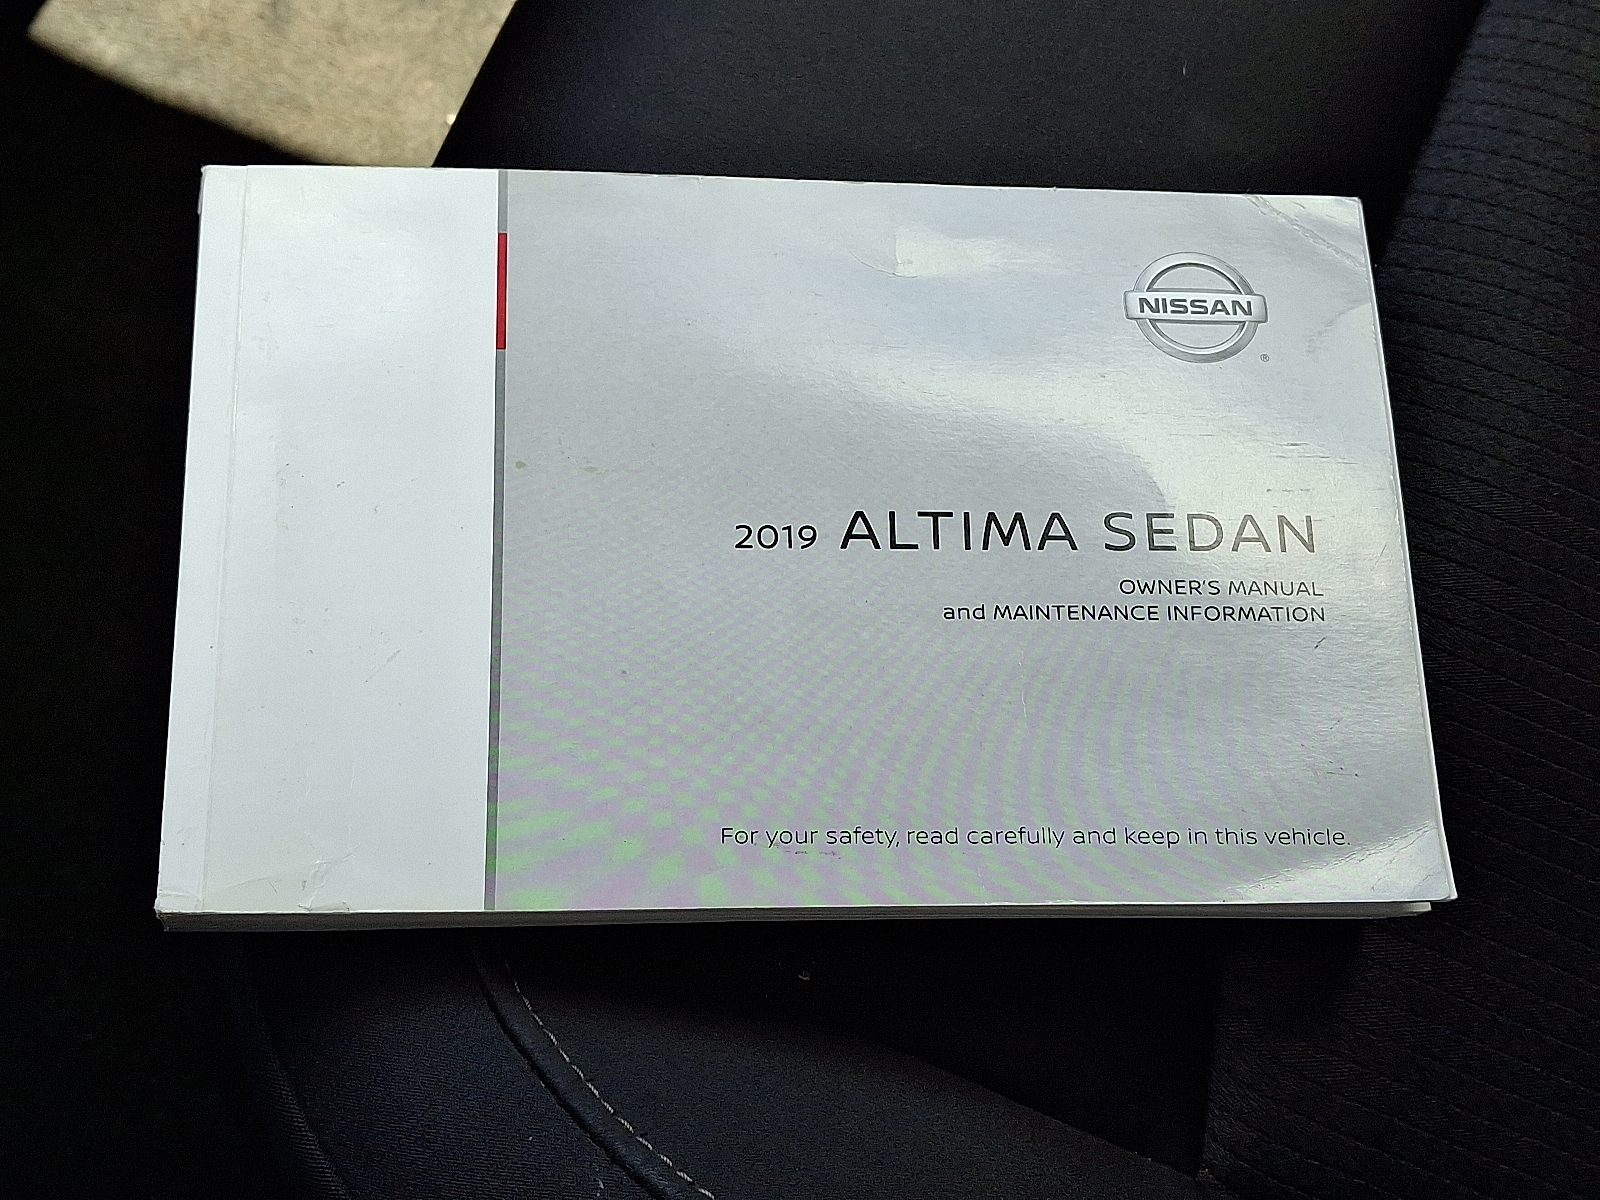 NISSAN
®
2019 ALTIMA SEDAN
OWNER'S MANUAL
and MAINTENANCE INFORMATION
For your safety, read carefully and keep in this vehicle.